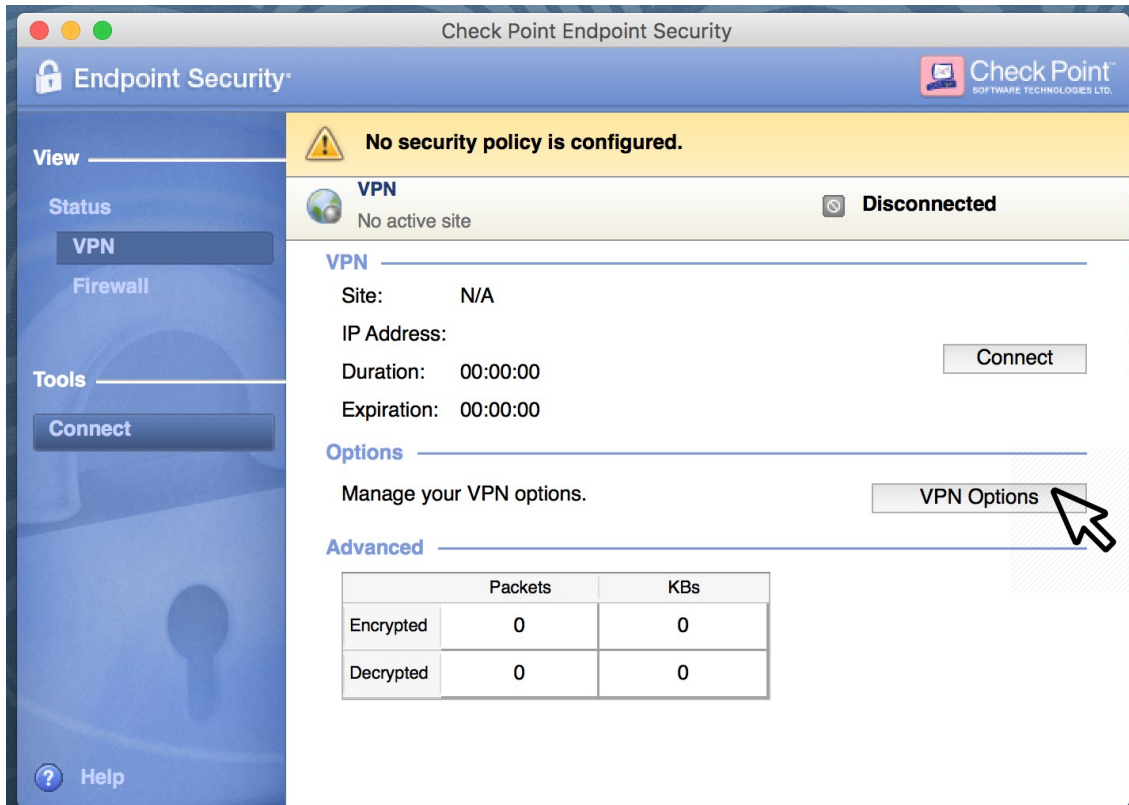 Check Point Endpoint Security
Endpoint Security
Check Point
SOFTWARE TECHNOLOGIES LTD.
View
Status
VPN
Firewall
Tools
Connect
Help
No security policy is configured.
VPN
No active site
Disconnected
VPN
Site: N/A
IP Address:
Duration: 00:00:00
Connect
Expiration: 00:00:00
Options
Manage your VPN options.
VPN Options
Advanced
Packets KBs
Encrypted 0 0
Decrypted 0 0